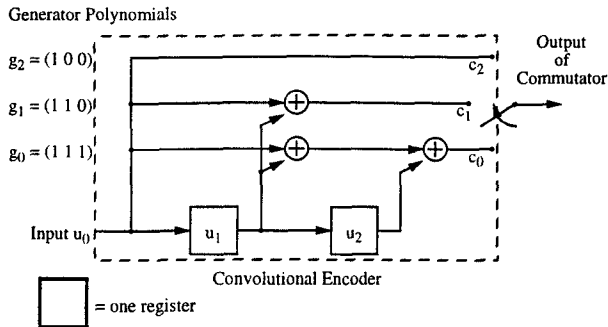 Generator Polynomials
g₂ = (1 0 0)
c₂
Output
of
Commutator
g₁ = (1 1 0)
+
c₁
g₀ = (1 1 1)
+
+
c₀
Input u₀
u₁
u₂
Convolutional Encoder
= one register